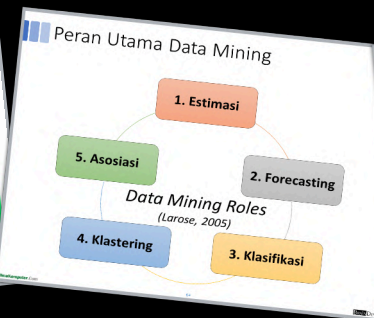 Peran Utama Data Mining
1. Estimasi
2. Forecasting
3. Klasifikasi
4. Klastering
5. Asosiasi
Data Mining Roles
(Larose, 2005)